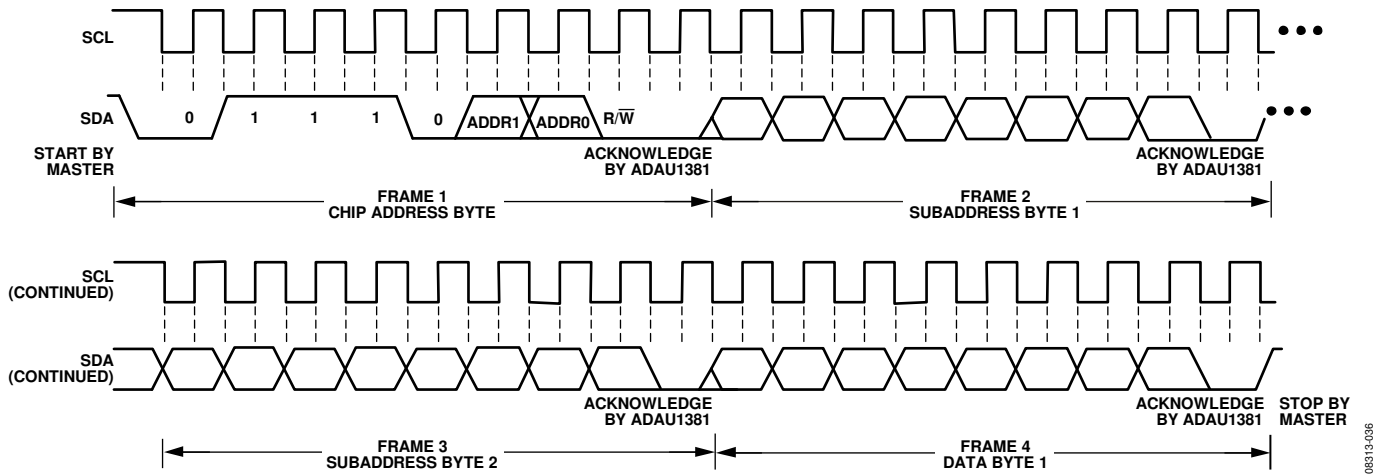 SCL
SDA
0 1 1 1 0 ADDR1 ADDR0 R/W̅
START BY
MASTER
ACKNOWLEDGE
BY ADAU1381
ACKNOWLEDGE
BY ADAU1381
FRAME 1
CHIP ADDRESS BYTE
FRAME 2
SUBADDRESS BYTE 1
SCL
(CONTINUED)
SDA
(CONTINUED)
ACKNOWLEDGE
BY ADAU1381
ACKNOWLEDGE
BY ADAU1381
STOP BY
MASTER
FRAME 3
SUBADDRESS BYTE 2
FRAME 4
DATA BYTE 1
08313-036